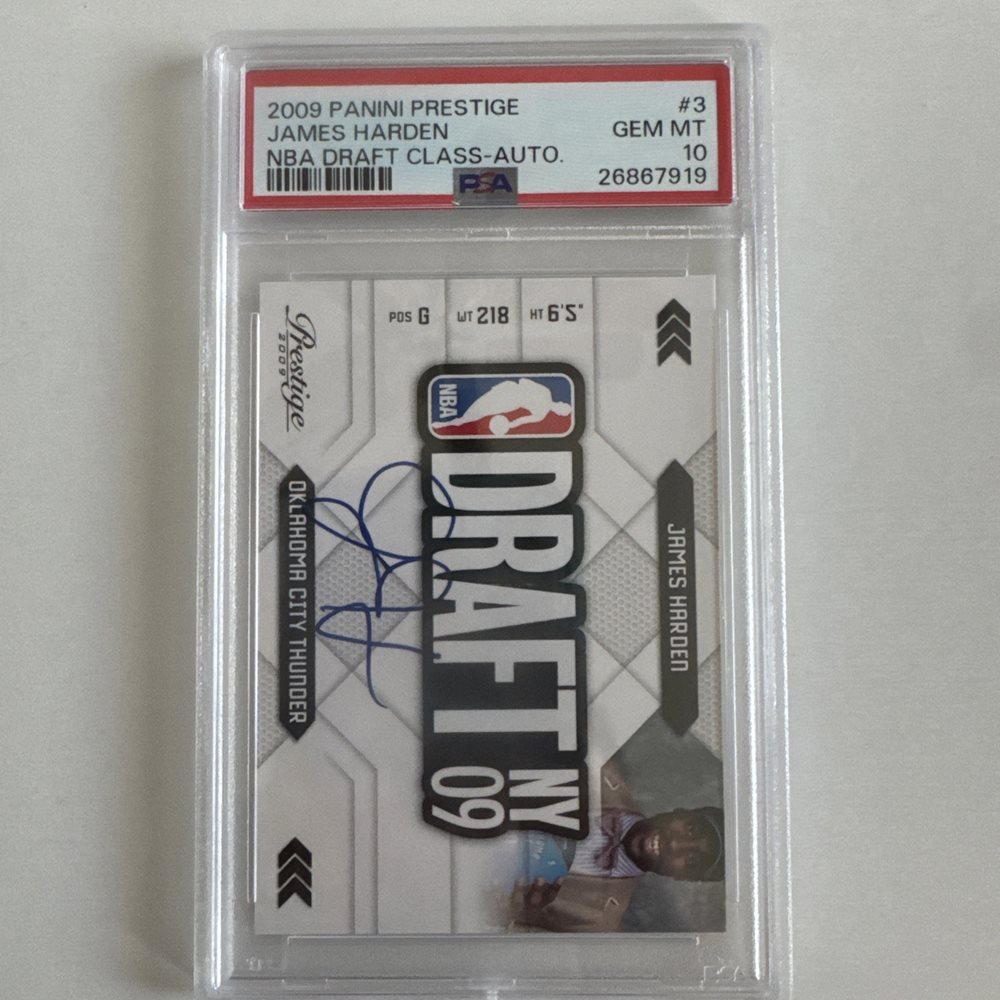 2009 PANINI PRESTIGE #3
JAMES HARDEN GEM MT
NBA DRAFT CLASS-AUTO. 10
PSA 26867919
POS G WT 218 HT 6'5"
Prestige
2009
NBA
DRAFT
NY
09
JAMES HARDEN
OKLAHOMA CITY THUNDER
PSA